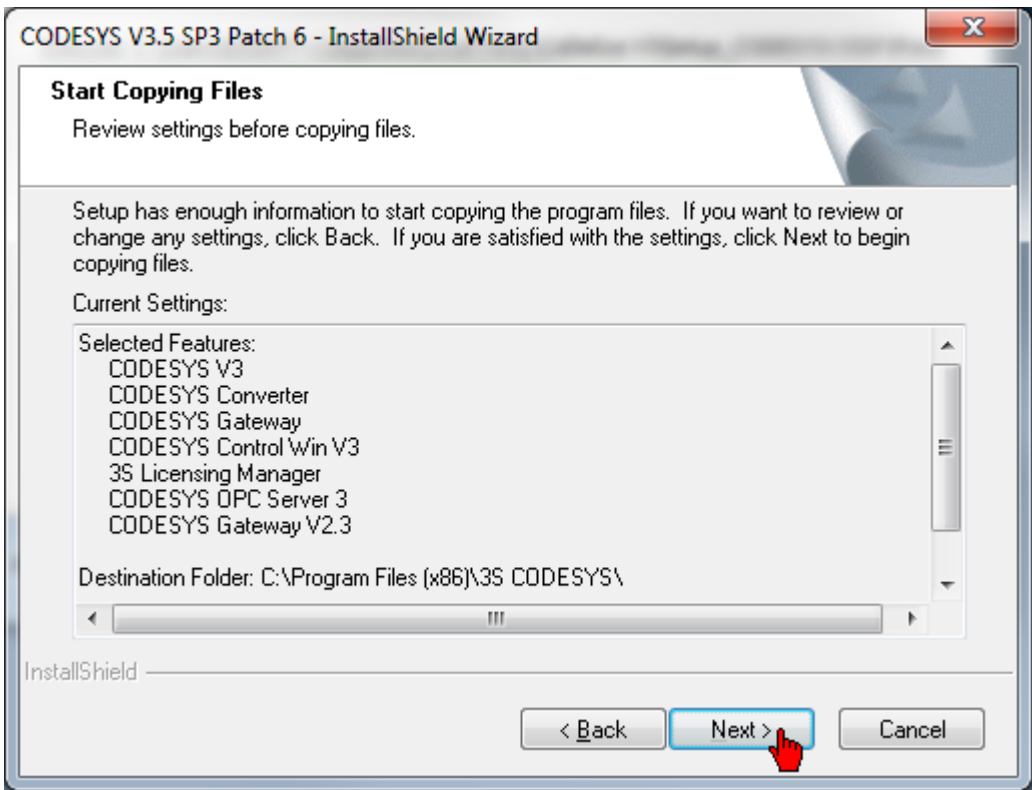 CODESYS V3.5 SP3 Patch 6 - InstallShield Wizard
Start Copying Files
Review settings before copying files.
Setup has enough information to start copying the program files. If you want to review or
change any settings, click Back. If you are satisfied with the settings, click Next to begin
copying files.
Current Settings:
Selected Features:
CODESYS V3
CODESYS Converter
CODESYS Gateway
CODESYS Control Win V3
3S Licensing Manager
CODESYS OPC Server 3
CODESYS Gateway V2.3
Destination Folder: C:\Program Files (x86)\3S CODESYS\
InstallShield
< Back
Next >
Cancel